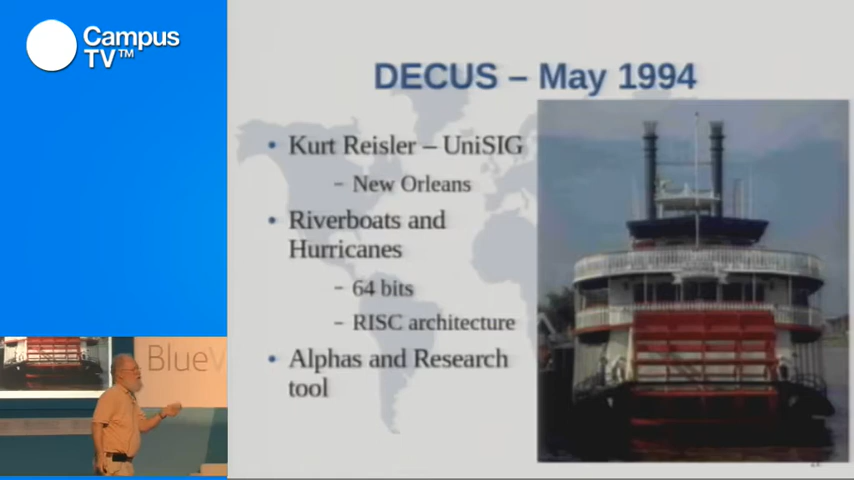 Campus
TV™
DECUS – May 1994
• Kurt Reisler – UniSIG
– New Orleans
• Riverboats and
Hurricanes
– 64 bits
– RISC architecture
• Alphas and Research
tool
BlueV